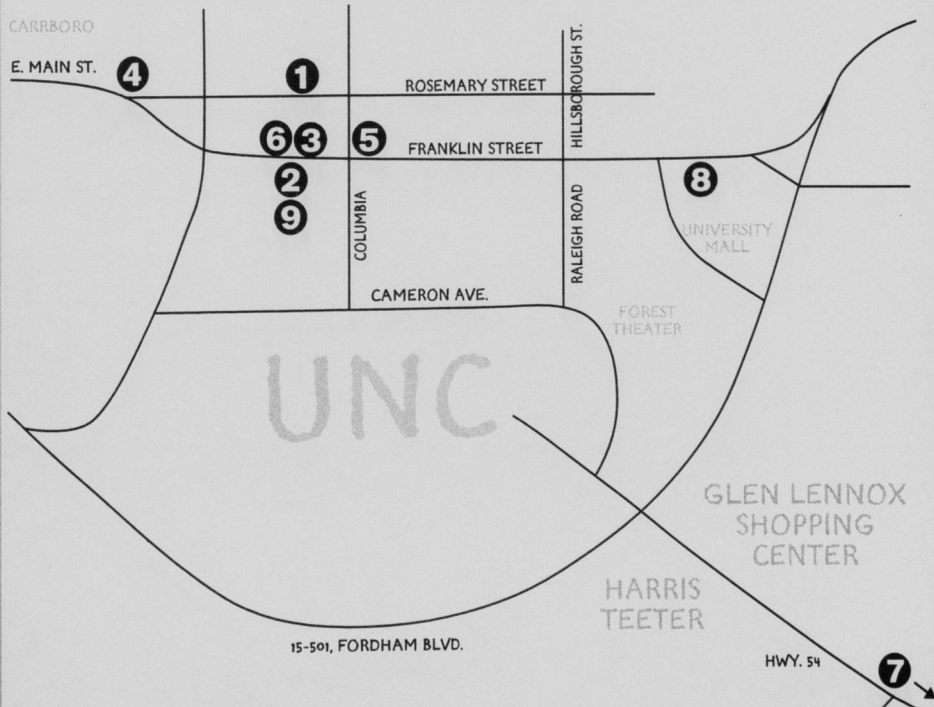 CARRBORO
E. MAIN ST.
4
1
ROSEMARY STREET
HILLSBOROUGH ST.
6
3
5
FRANKLIN STREET
2
8
9
COLUMBIA
RALEIGH ROAD
UNIVERSITY
MALL
CAMERON AVE.
FOREST
THEATER
UNC
GLEN LENNOX
SHOPPING
CENTER
HARRIS
TEETER
15-501, FORDHAM BLVD.
HWY. 54
7